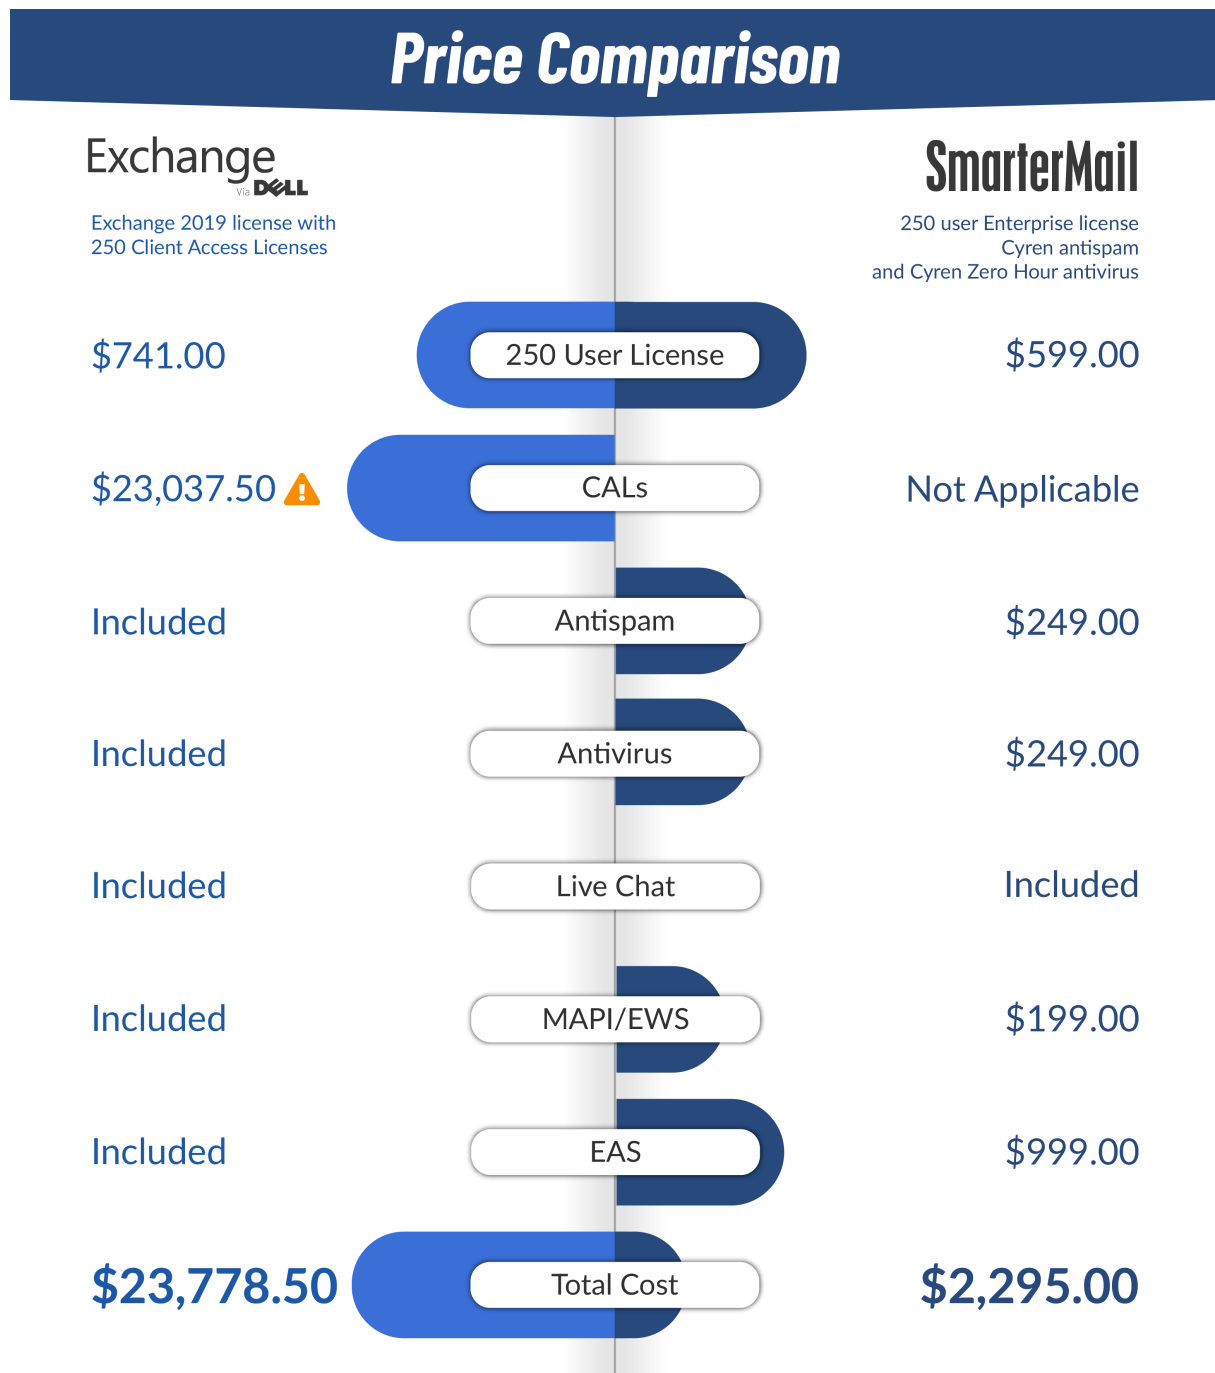 Price Comparison
Exchange
Via DELL
Exchange 2019 license with
250 Client Access Licenses
SmarterMail
250 user Enterprise license
Cyren antispam
and Cyren Zero Hour antivirus
$741.00
250 User License
$599.00
$23,037.50
CALs
Not Applicable
Included
Antispam
$249.00
Included
Antivirus
$249.00
Included
Live Chat
Included
Included
MAPI/EWS
$199.00
Included
EAS
$999.00
$23,778.50
Total Cost
$2,295.00